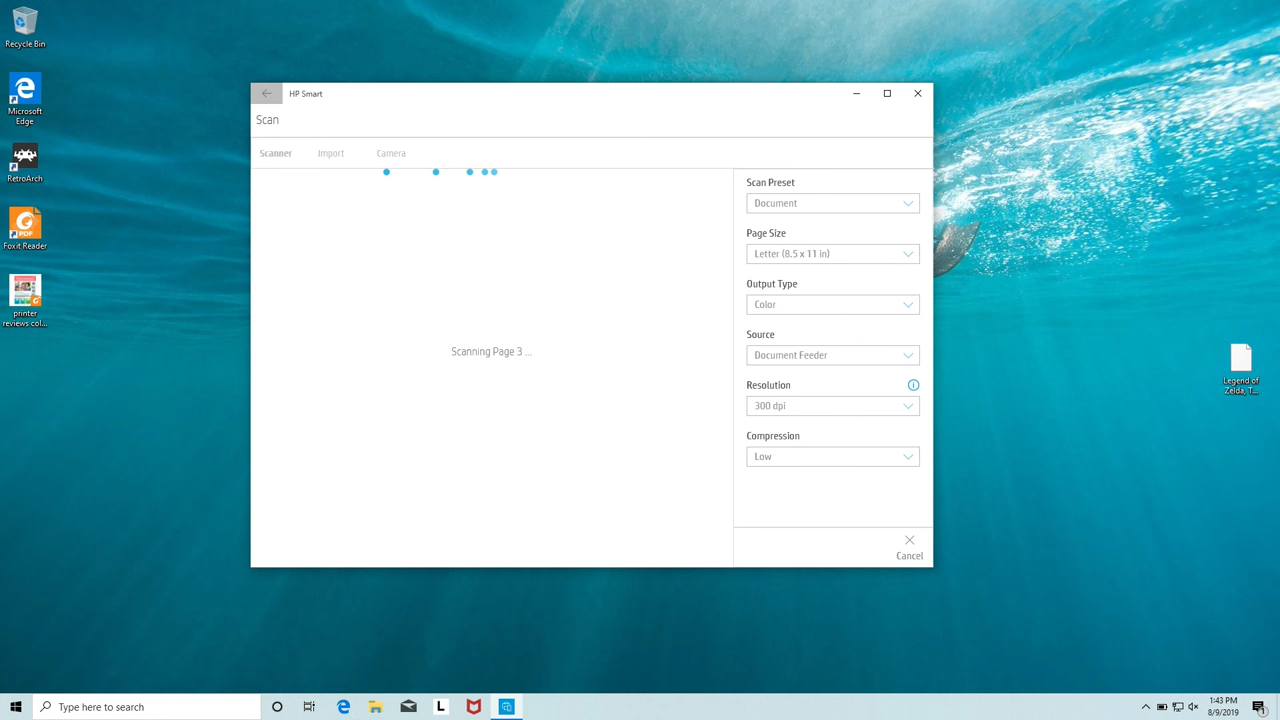 Recycle Bin
Microsoft
Edge
RetroArch
PDF
Foxit Reader
printer
reviews col...
HP Smart
Scan
Scanner
Import
Camera
Scanning Page 3 ...
Scan Preset
Document
Page Size
Letter (8.5 x 11 in)
Output Type
Color
Source
Document Feeder
Resolution
300 dpi
Compression
Low
Cancel
Legend of
Zelda, T...
Type here to search
L
1:43 PM
8/9/2019
1